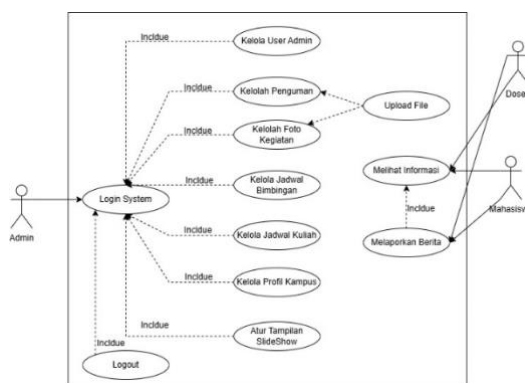 Incldue
Kelola User Admin
Incldue
Kelolah Penguman
Upload File
Incldue
Kelolah Foto
Kegiatan
Dose
Melihat Informasi
Kelola Jadwal
Bimbingan
Incldue
Login System
Admin
Incldue
Mahasisw
Incldue
Kelola Jadwal Kuliah
Melaporkan Berita
Incldue
Kelola Profil Kampus
Incldue
Atur Tampilan
SlideShow
Incldue
Logout